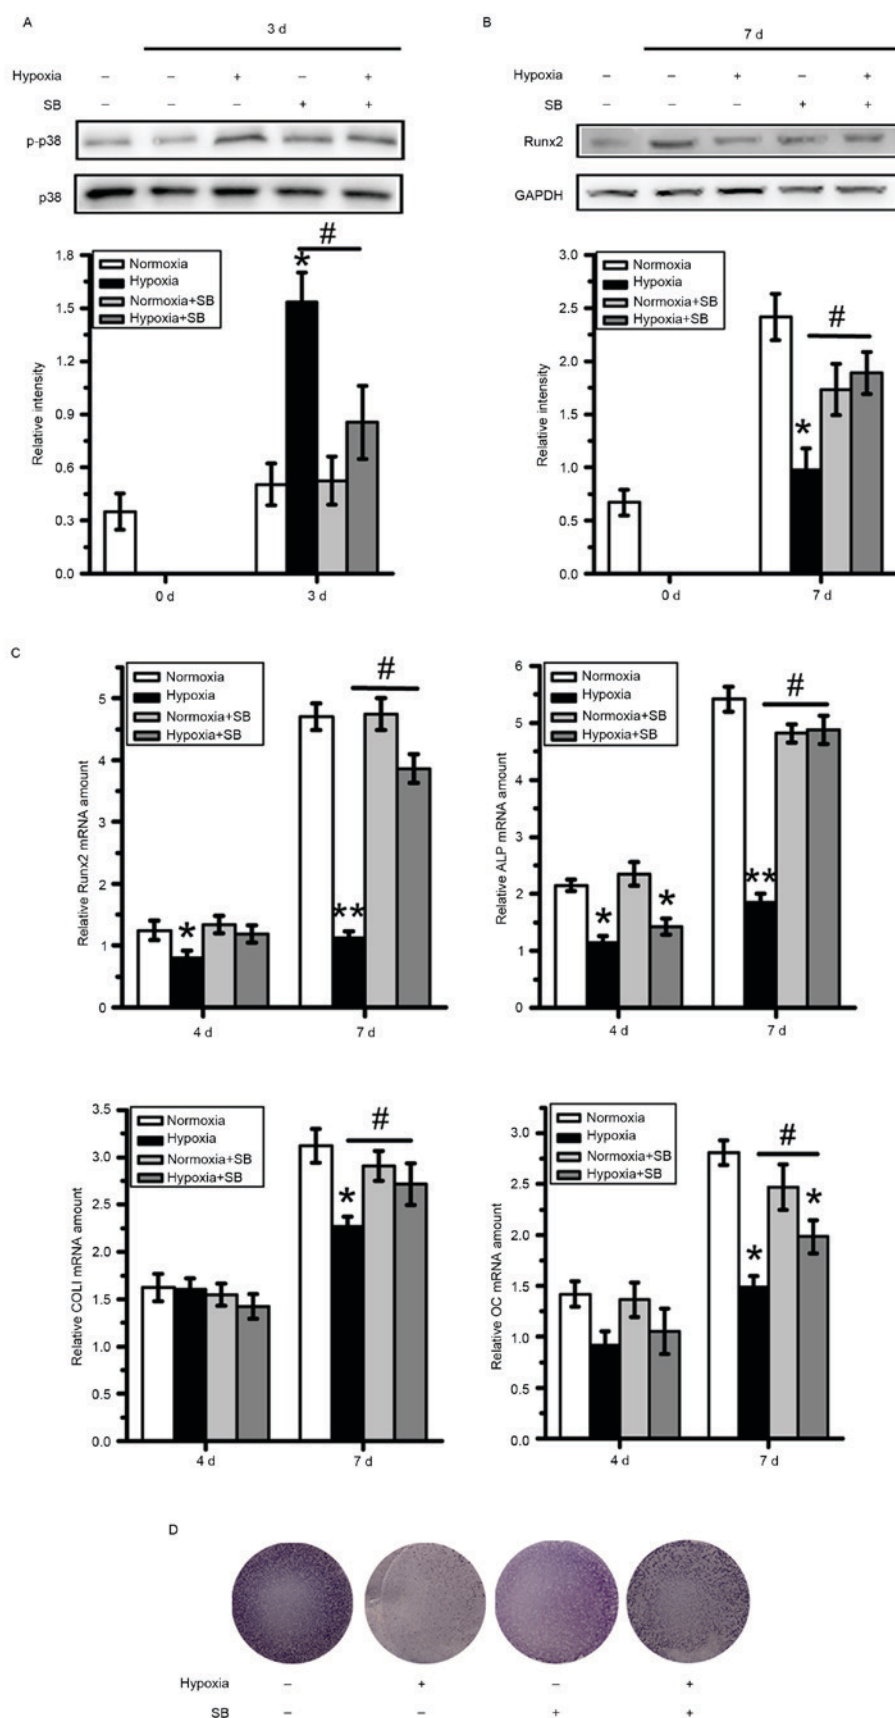 A
3 d
Hypoxia – – + – +
SB – – – + +
p-p38
p38
#
*
Normoxia
Hypoxia
Normoxia+SB
Hypoxia+SB
Relative intensity
1.8
1.5
1.2
0.9
0.6
0.3
0.0
0 d 3 d
B
7 d
Hypoxia – – + – +
SB – – – + +
Runx2
GAPDH
Normoxia
Hypoxia
Normoxia+SB
Hypoxia+SB
#
*
Relative intensity
3.0
2.5
2.0
1.5
1.0
0.5
0.0
0 d 7 d
C
Normoxia
Hypoxia
Normoxia+SB
Hypoxia+SB
#
* **
Relative Runx2 mRNA amount
5
4
3
2
1
0
4 d 7 d
Normoxia
Hypoxia
Normoxia+SB
Hypoxia+SB
#
* * **
Relative ALP mRNA amount
6
5
4
3
2
1
0
4 d 7 d
Normoxia
Hypoxia
Normoxia+SB
Hypoxia+SB
#
*
Relative COLI mRNA amount
3.5
3.0
2.5
2.0
1.5
1.0
0.5
0.0
4 d 7 d
Normoxia
Hypoxia
Normoxia+SB
Hypoxia+SB
#
* *
Relative OC mRNA amount
3.0
2.5
2.0
1.5
1.0
0.5
0.0
4 d 7 d
D
Hypoxia – + – +
SB – – + +